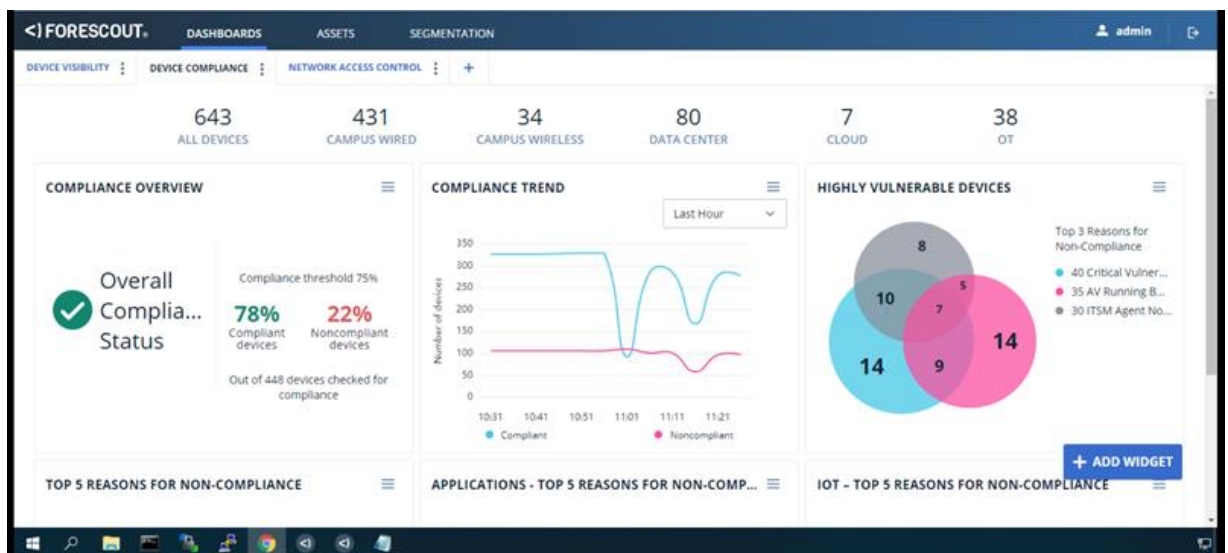 <) FORESCOUT.
DASHBOARDS
ASSETS
SEGMENTATION
admin
DEVICE VISIBILITY
DEVICE COMPLIANCE
NETWORK ACCESS CONTROL
+
643
ALL DEVICES
431
CAMPUS WIRED
34
CAMPUS WIRELESS
80
DATA CENTER
7
CLOUD
38
OT
COMPLIANCE OVERVIEW
Overall
Complia...
Status
Compliance threshold 75%
78%
Compliant
devices
22%
Noncompliant
devices
Out of 448 devices checked for
compliance
COMPLIANCE TREND
Last Hour
Number of devices
350
300
250
200
150
100
50
0
10:31 10:41 10:51 11:01 11:11 11:21
Compliant
Noncompliant
HIGHLY VULNERABLE DEVICES
8
10
5
7
14
9
14
Top 3 Reasons for
Non-Compliance
40 Critical Vulner...
35 AV Running B...
30 ITSM Agent No...
+ ADD WIDGET
TOP 5 REASONS FOR NON-COMPLIANCE
APPLICATIONS - TOP 5 REASONS FOR NON-COMP...
IOT – TOP 5 REASONS FOR NON-COMPLIANCE